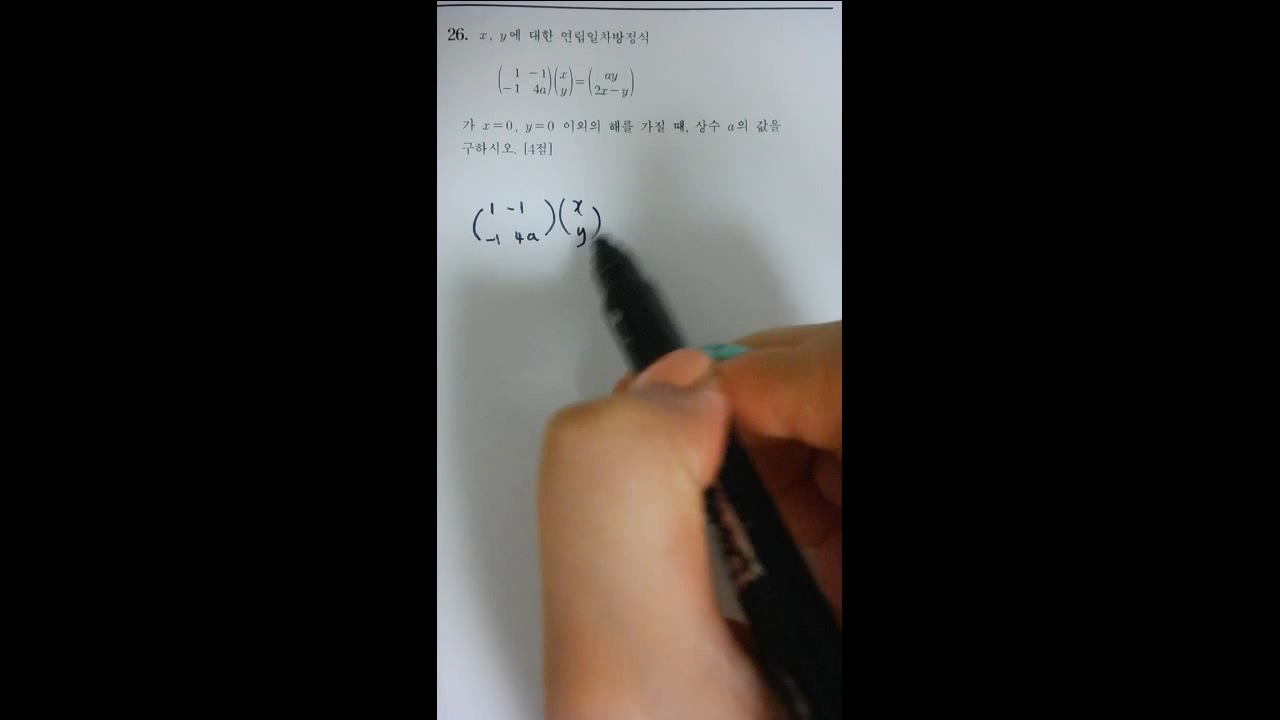 26. x, y에 대한 연립일차방정식
( 1 -1 ) ( x ) = ( ay )
( -1 4a ) ( y ) ( 2x-y )
가 x=0, y=0 이외의 해를 가질 때, 상수 a의 값을
구하시오. [4점]
( 1 -1 ) ( x )
( -1 4a ) ( y )